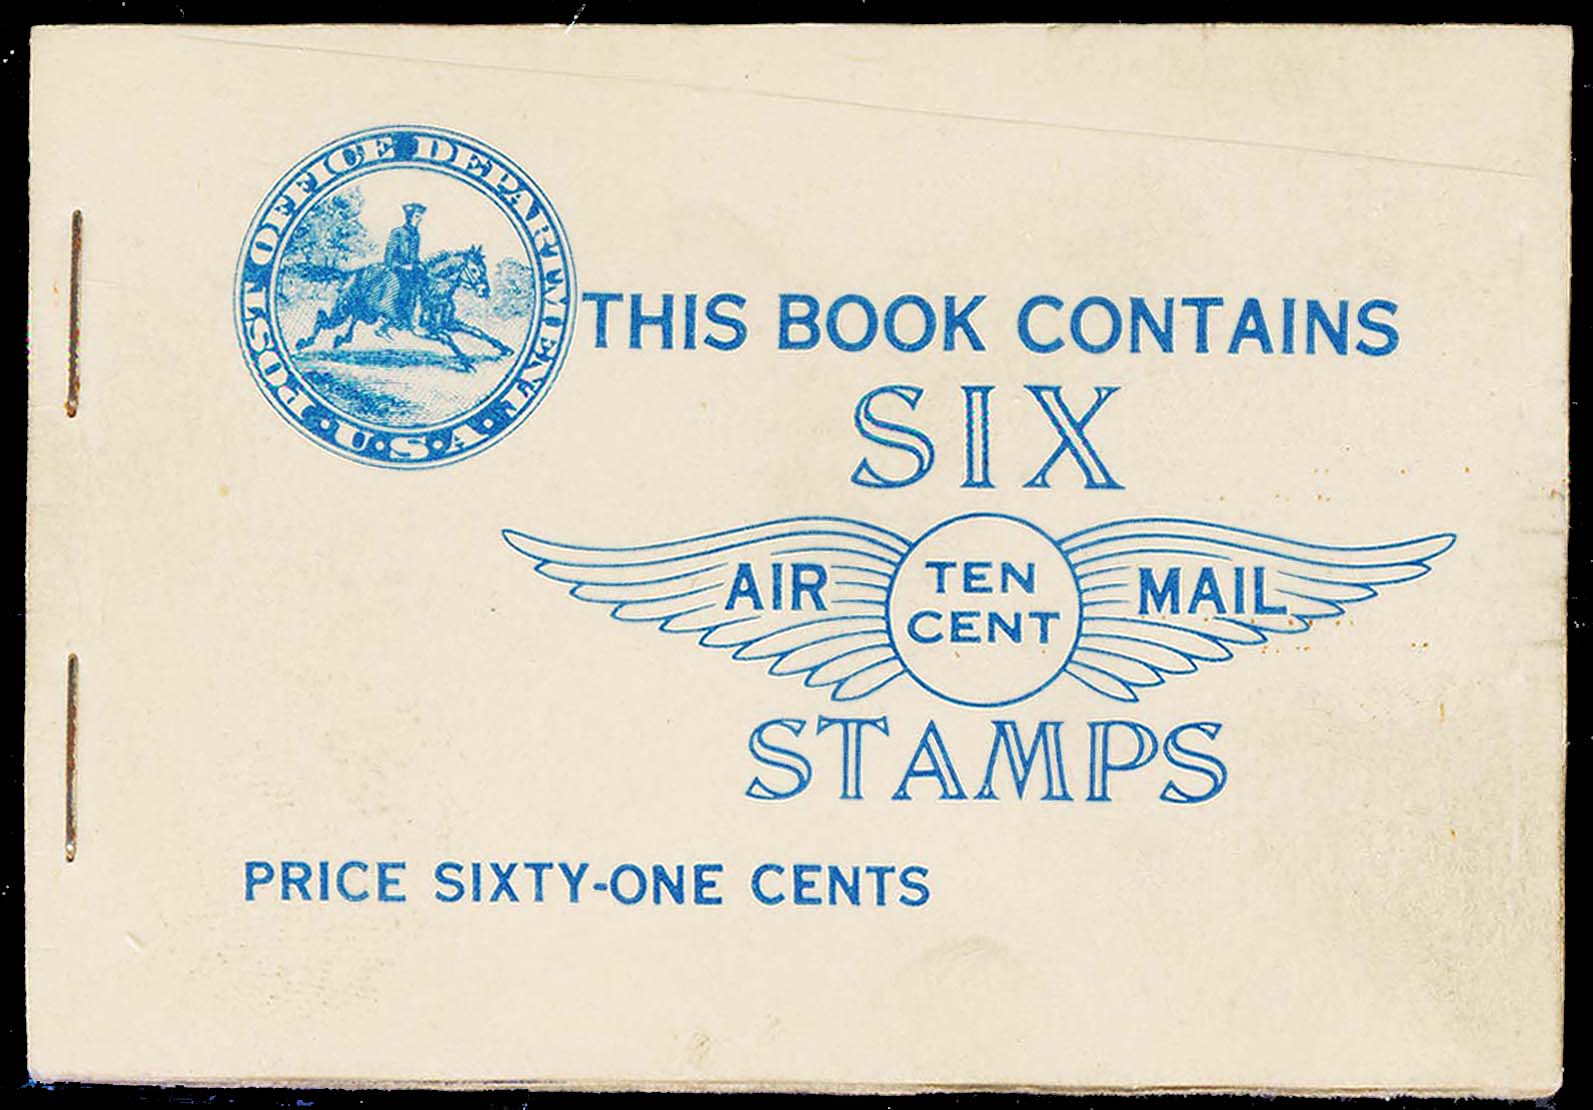 POST OFFICE DEPARTMENT
·U·S·A·
THIS BOOK CONTAINS
SIX
AIR TEN CENT MAIL
STAMPS
PRICE SIXTY-ONE CENTS